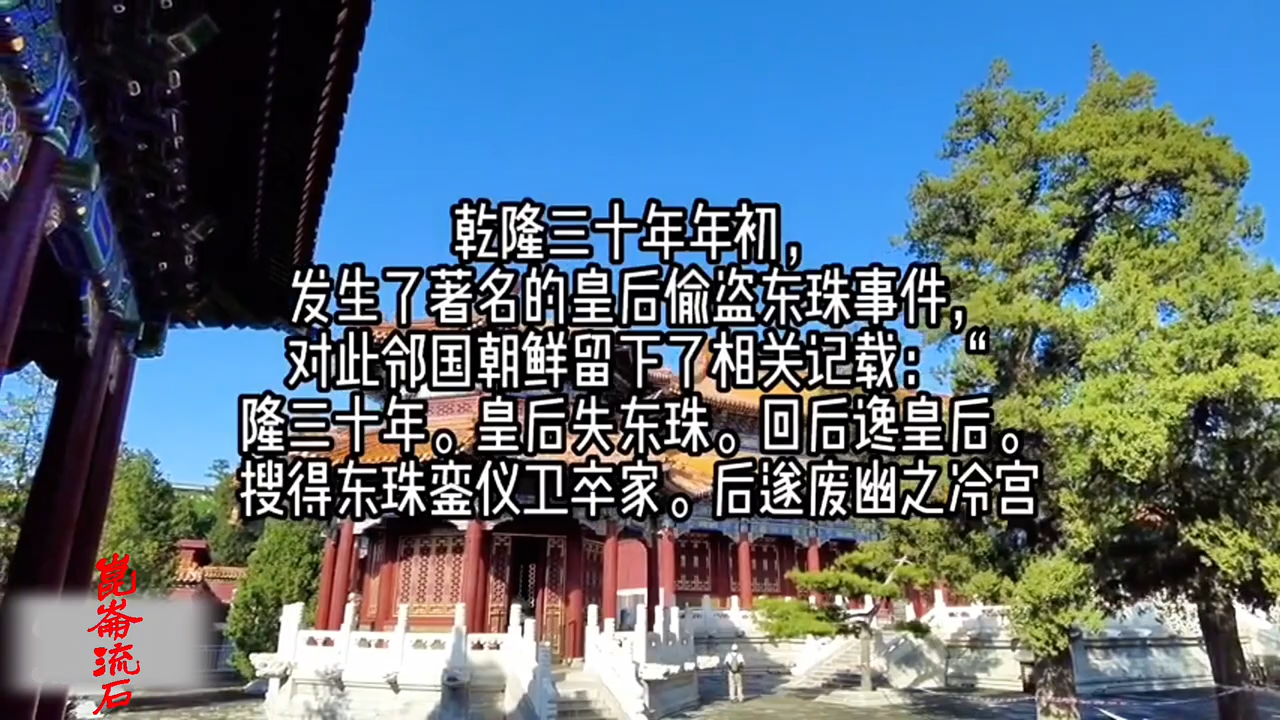 乾隆三十年年初，
发生了著名的皇后偷盗东珠事件，
对此邻国朝鲜留下了相关记载：“
隆三十年。皇后失东珠。回后谗皇后。
搜得东珠銮仪卫卒家。后遂废幽之冷宫
崑崙流石